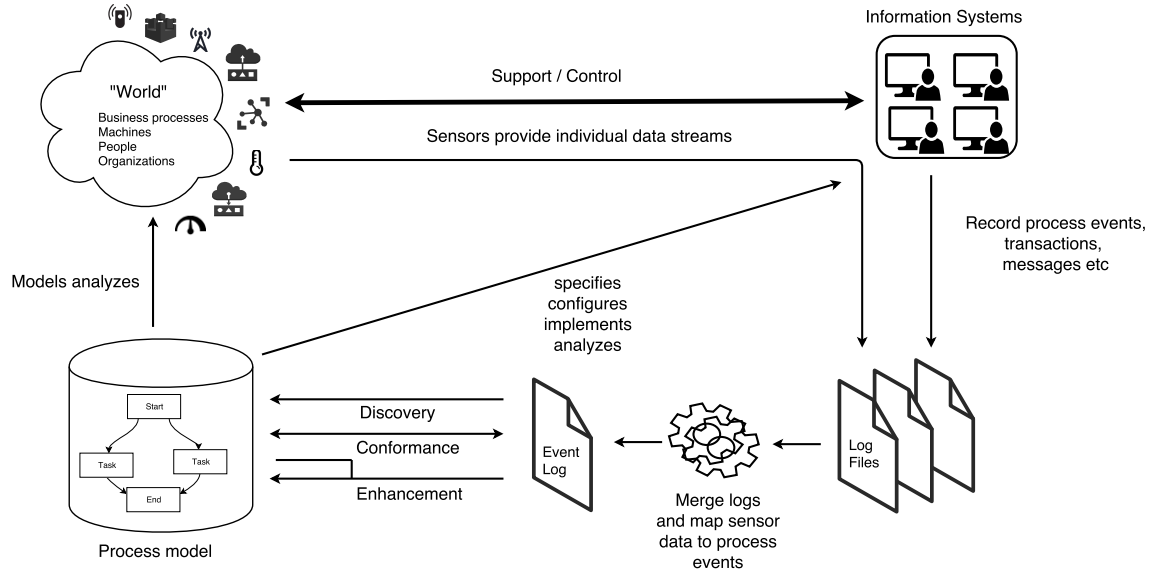 Information Systems
"World"
Business processes
Machines
People
Organizations
Support / Control
Sensors provide individual data streams
Record process events,
transactions,
messages etc
Models analyzes
specifies
configures
implements
analyzes
Start
Task
Task
End
Process model
Discovery
Conformance
Enhancement
Event
Log
Merge logs
and map sensor
data to process
events
Log
Files